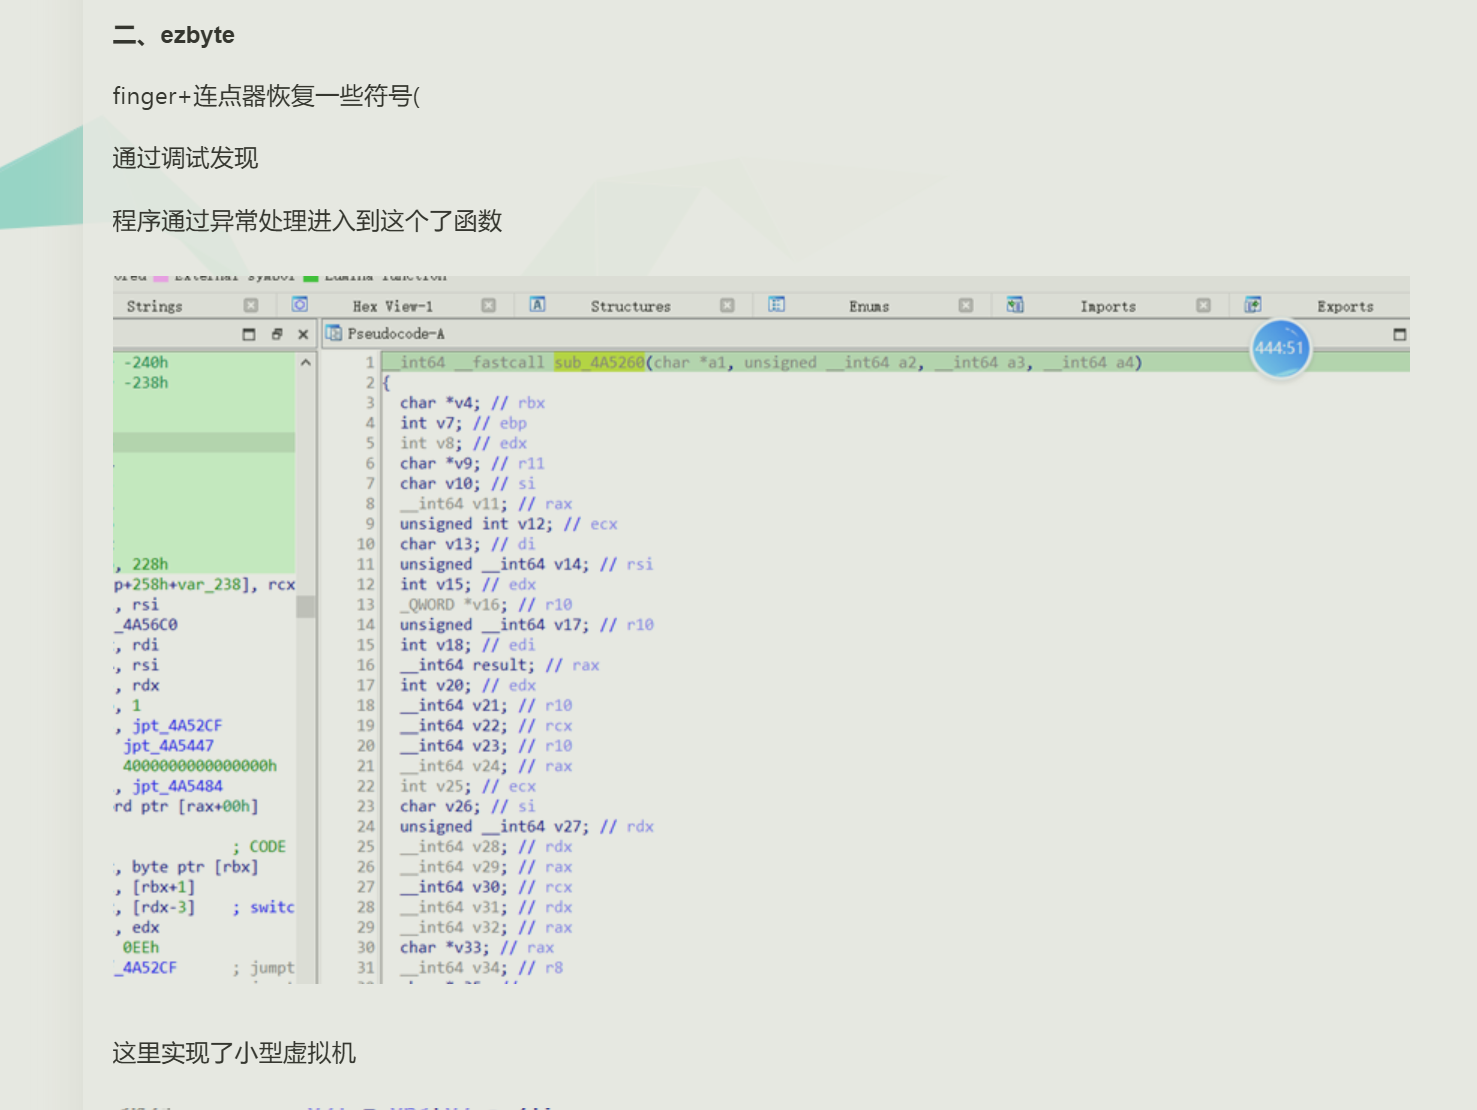 二、ezbyte
finger+连点器恢复一些符号(
通过调试发现
程序通过异常处理进入到这个了函数
External symbol Lumina function
Strings Hex View-1 Structures Enums Imports Exports
Pseudocode-A
444:51
-240h
-238h
, 228h
p+258h+var_238], rcx
, rsi
_4A56C0
, rdi
, rsi
, rdx
, 1
, jpt_4A52CF
jpt_4A5447
4000000000000000h
, jpt_4A5484
rd ptr [rax+00h]
; CODE
, byte ptr [rbx]
, [rbx+1]
, [rdx-3] ; switc
, edx
0EEh
_4A52CF ; jumpt
1 __int64 __fastcall sub_4A5260(char *a1, unsigned __int64 a2, __int64 a3, __int64 a4)
2 {
3 char *v4; // rbx
4 int v7; // ebp
5 int v8; // edx
6 char *v9; // r11
7 char v10; // si
8 __int64 v11; // rax
9 unsigned int v12; // ecx
10 char v13; // di
11 unsigned __int64 v14; // rsi
12 int v15; // edx
13 _QWORD *v16; // r10
14 unsigned __int64 v17; // r10
15 int v18; // edi
16 __int64 result; // rax
17 int v20; // edx
18 __int64 v21; // r10
19 __int64 v22; // rcx
20 __int64 v23; // r10
21 __int64 v24; // rax
22 int v25; // ecx
23 char v26; // si
24 unsigned __int64 v27; // rdx
25 __int64 v28; // rdx
26 __int64 v29; // rax
27 __int64 v30; // rcx
28 __int64 v31; // rdx
29 __int64 v32; // rax
30 char *v33; // rax
31 __int64 v34; // r8
这里实现了小型虚拟机